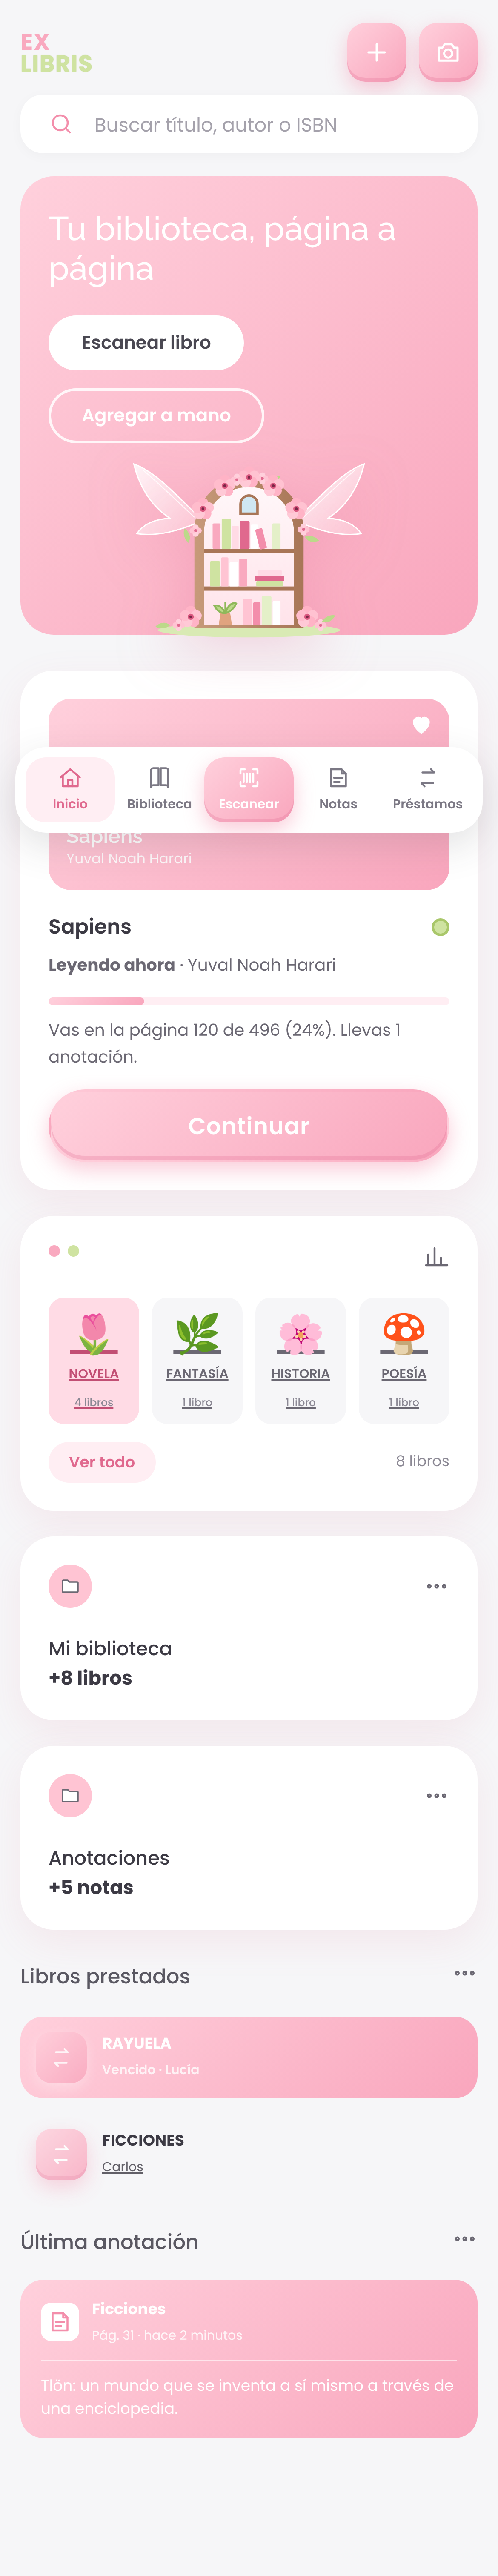 EX
LIBRIS
Buscar título, autor o ISBN
Tu biblioteca, página a
página
Escanear libro
Agregar a mano
Inicio
Biblioteca
Escanear
Notas
Préstamos
Sapiens
Yuval Noah Harari
Sapiens
Leyendo ahora · Yuval Noah Harari
Vas en la página 120 de 496 (24%). Llevas 1
anotación.
Continuar
NOVELA
4 libros
FANTASÍA
1 libro
HISTORIA
1 libro
POESÍA
1 libro
Ver todo
8 libros
Mi biblioteca
+8 libros
Anotaciones
+5 notas
Libros prestados
RAYUELA
Vencido · Lucía
FICCIONES
Carlos
Última anotación
Ficciones
Pág. 31 · hace 2 minutos
Tlön: un mundo que se inventa a sí mismo a través de
una enciclopedia.